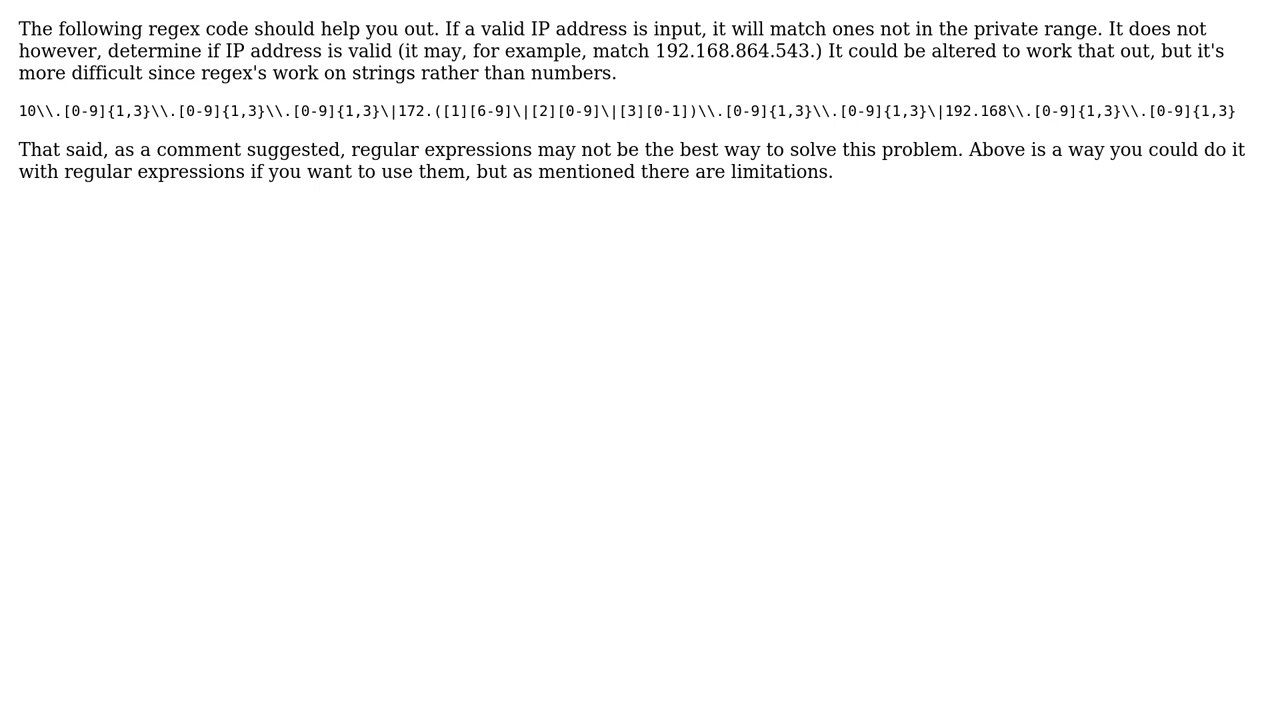 The following regex code should help you out. If a valid IP address is input, it will match ones not in the private range. It does not
however, determine if IP address is valid (it may, for example, match 192.168.864.543.) It could be altered to work that out, but it's
more difficult since regex's work on strings rather than numbers.
10\\.[0-9]{1,3}\\.[0-9]{1,3}\\.[0-9]{1,3}\|172.([1][6-9]\|[2][0-9]\|[3][0-1])\\.[0-9]{1,3}\\.[0-9]{1,3}\|192.168\\.[0-9]{1,3}\\.[0-9]{1,3}
That said, as a comment suggested, regular expressions may not be the best way to solve this problem. Above is a way you could do it
with regular expressions if you want to use them, but as mentioned there are limitations.